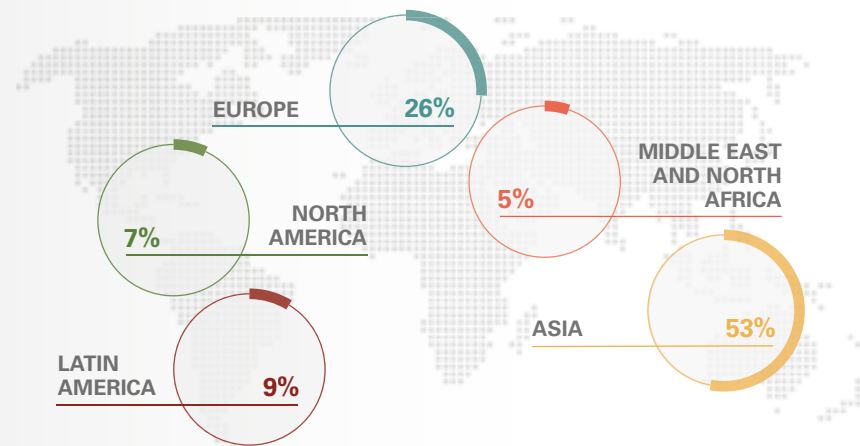 EUROPE 26%
MIDDLE EAST
AND NORTH
AFRICA
5%
NORTH
AMERICA
7%
ASIA 53%
LATIN
AMERICA
9%